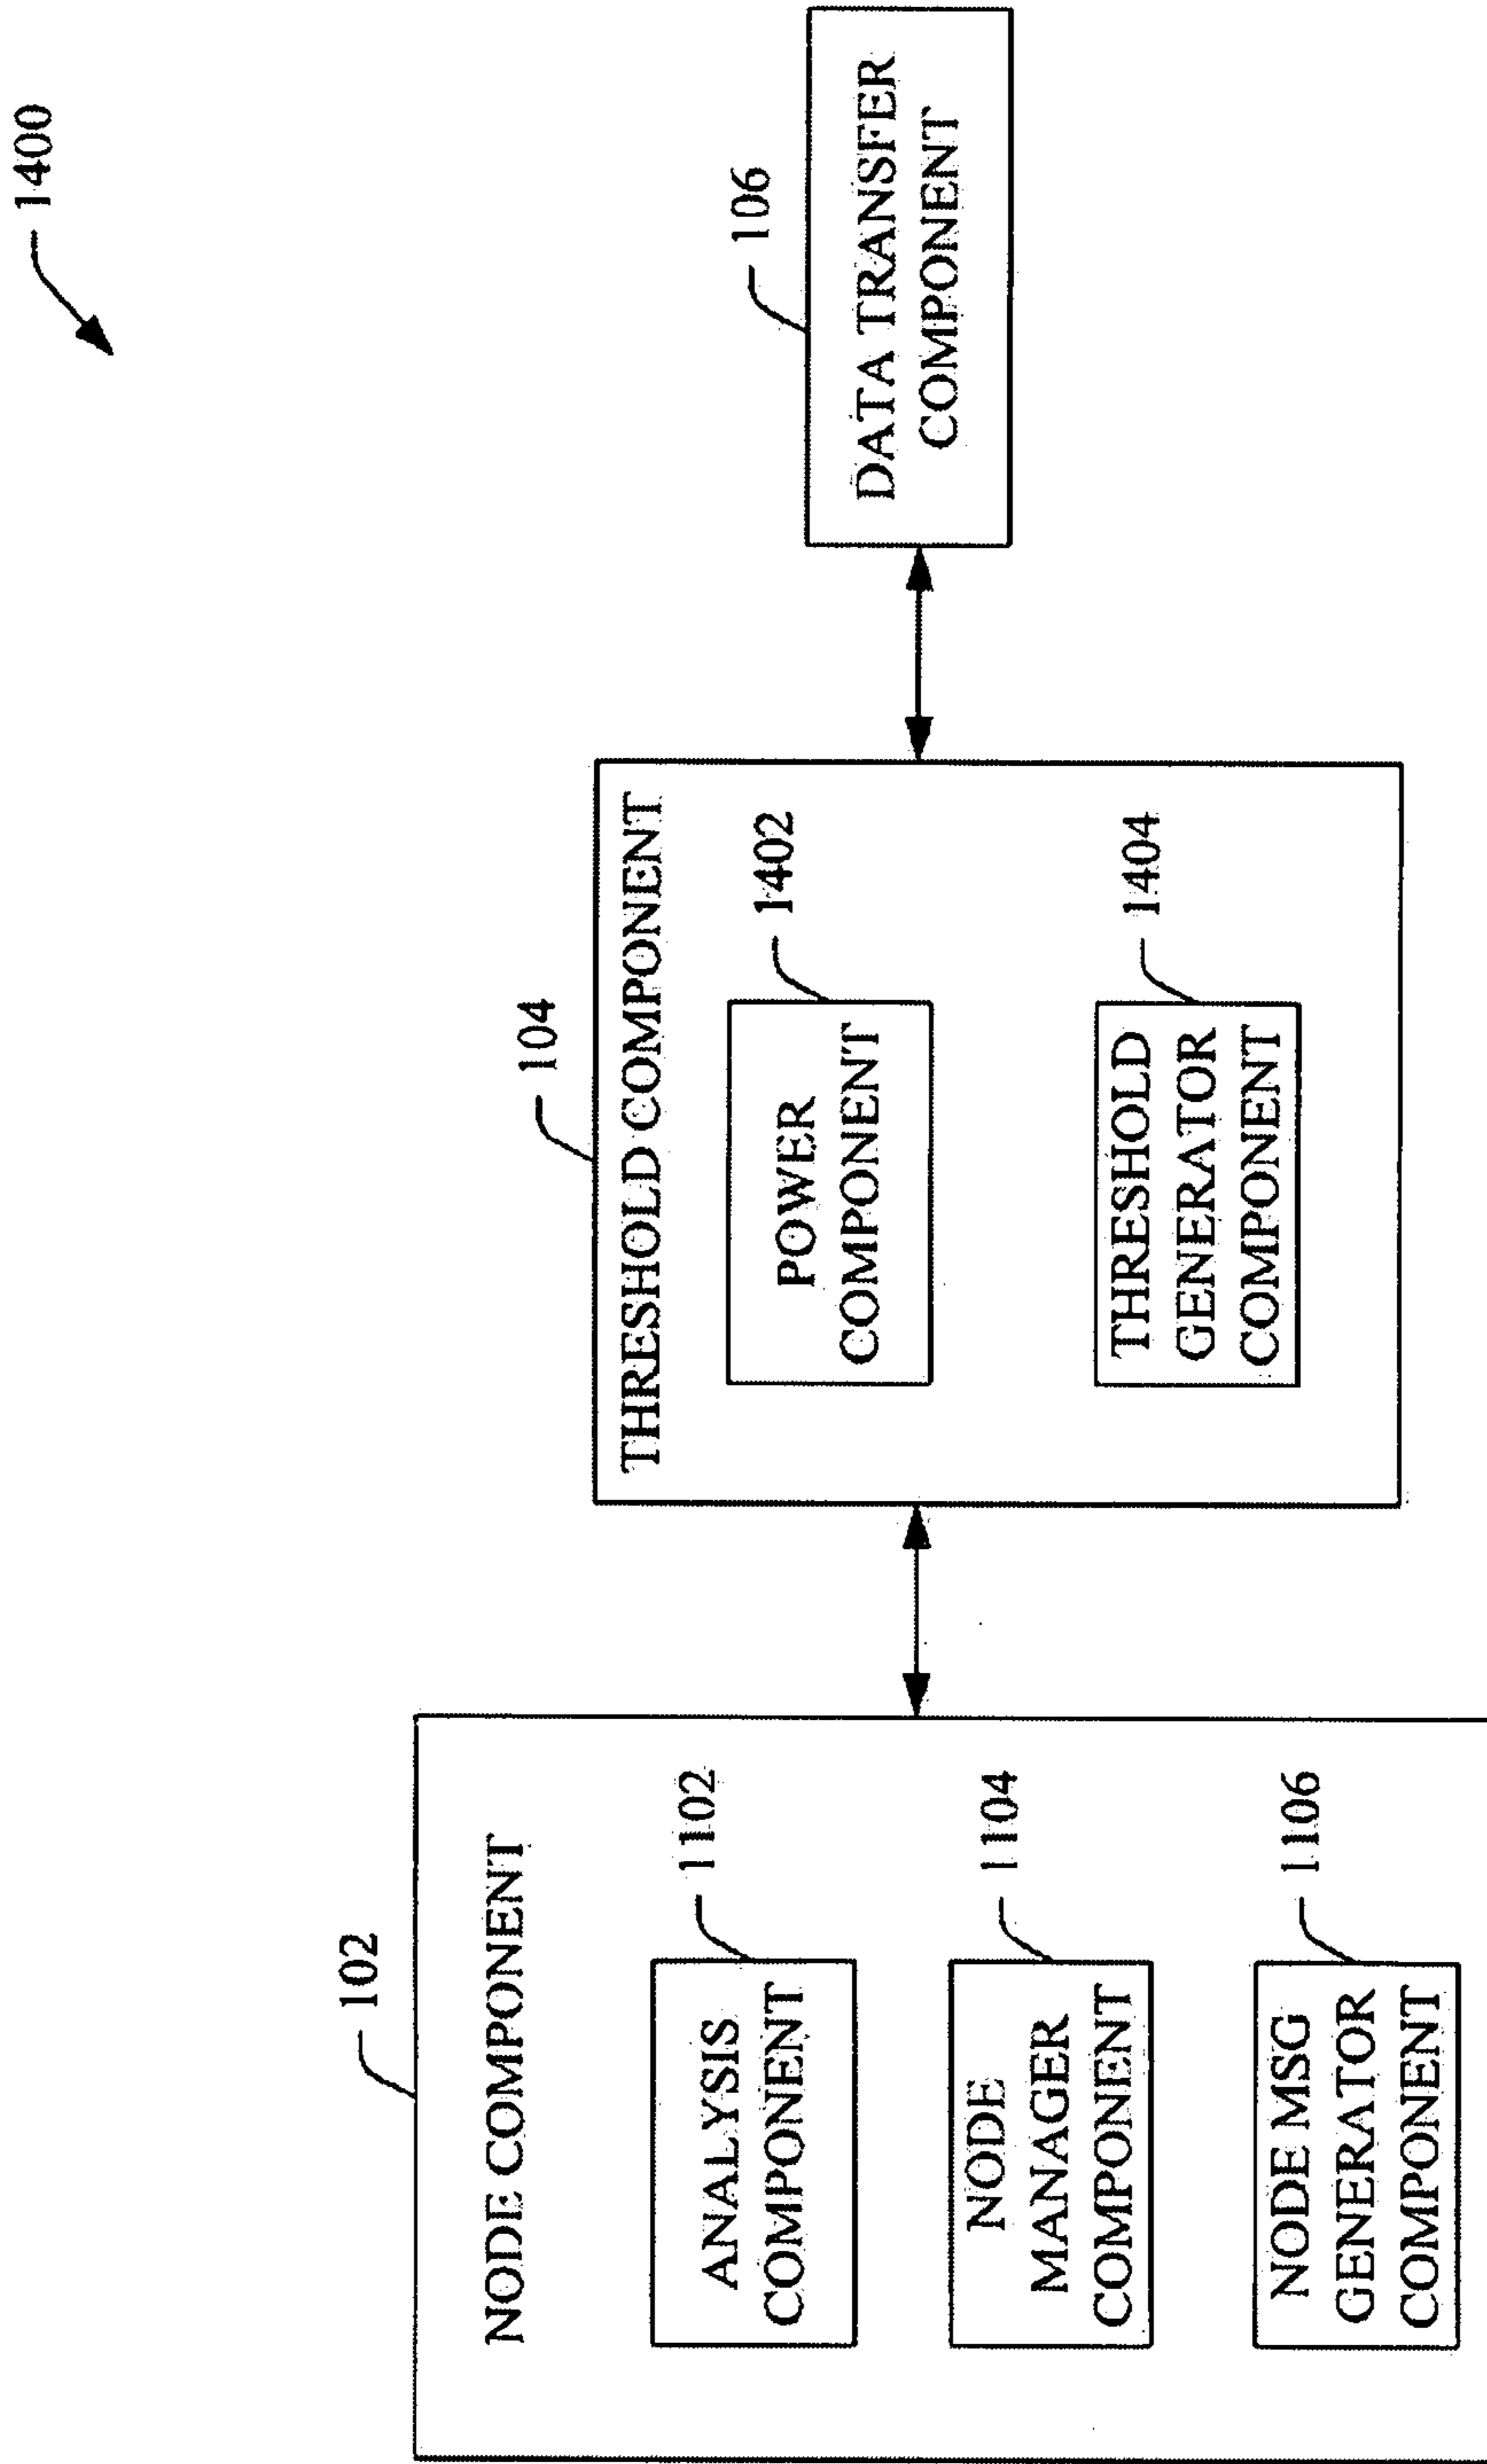 1400
102
NODE COMPONENT
ANALYSIS
COMPONENT
1102
NODE
MANAGER
COMPONENT
1104
NODE MSG
GENERATOR
COMPONENT
1106
104
THRESHOLD COMPONENT
POWER
COMPONENT
1402
THRESHOLD
GENERATOR
COMPONENT
1404
106
DATA TRANSFER
COMPONENT